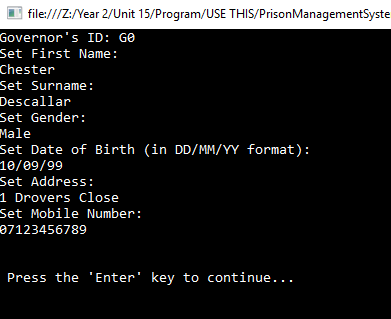 file:///Z:/Year 2/Unit 15/Program/USE THIS/PrisonManagementSyste
Governor's ID: G0
Set First Name:
Chester
Set Surname:
Descallar
Set Gender:
Male
Set Date of Birth (in DD/MM/YY format):
10/09/99
Set Address:
1 Drovers Close
Set Mobile Number:
07123456789
Press the 'Enter' key to continue...